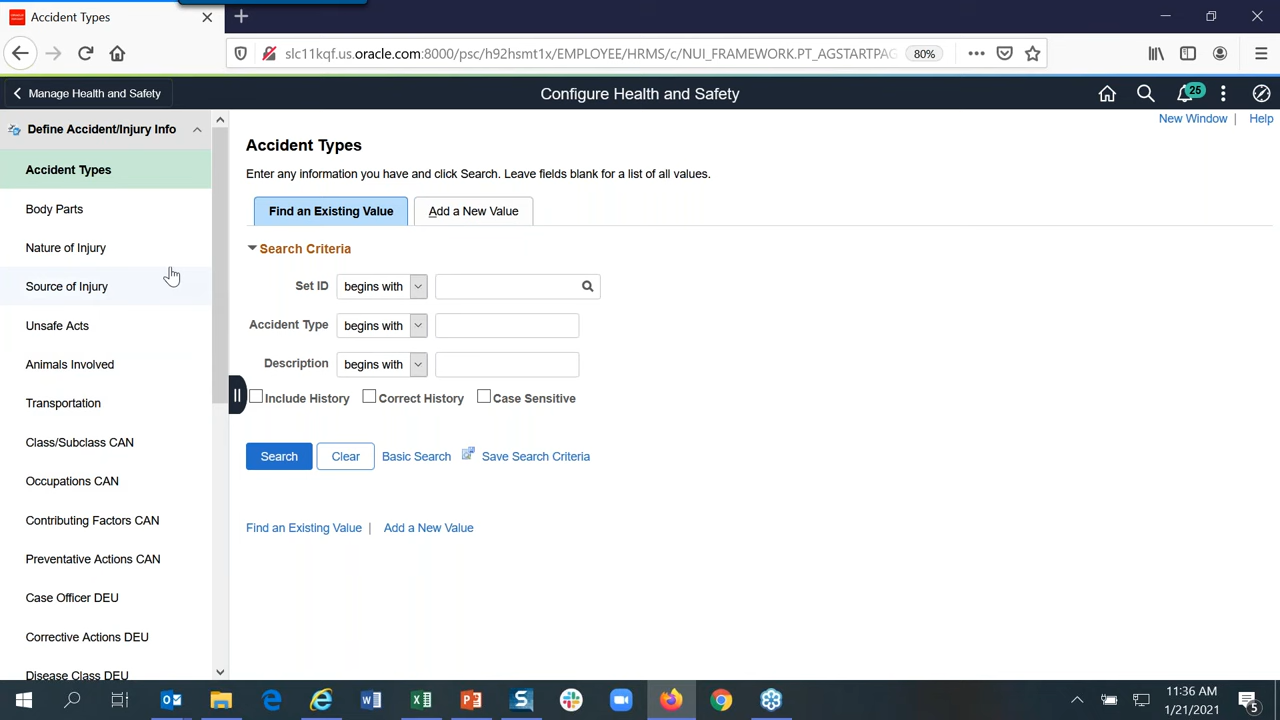 Accident Types
slc11kqf.us.oracle.com:8000/psc/h92hsmt1x/EMPLOYEE/HRMS/c/NUI_FRAMEWORK.PT_AGSTARTPAG
80%
Manage Health and Safety
Configure Health and Safety
25
New Window | Help
Define Accident/Injury Info
Accident Types
Body Parts
Nature of Injury
Source of Injury
Unsafe Acts
Animals Involved
Transportation
Class/Subclass CAN
Occupations CAN
Contributing Factors CAN
Preventative Actions CAN
Case Officer DEU
Corrective Actions DEU
Disease Class DEU
Accident Types
Enter any information you have and click Search. Leave fields blank for a list of all values.
Find an Existing Value
Add a New Value
Search Criteria
Set ID begins with
Accident Type begins with
Description begins with
Include History Correct History Case Sensitive
Search Clear Basic Search Save Search Criteria
Find an Existing Value | Add a New Value
11:36 AM
1/21/2021
5